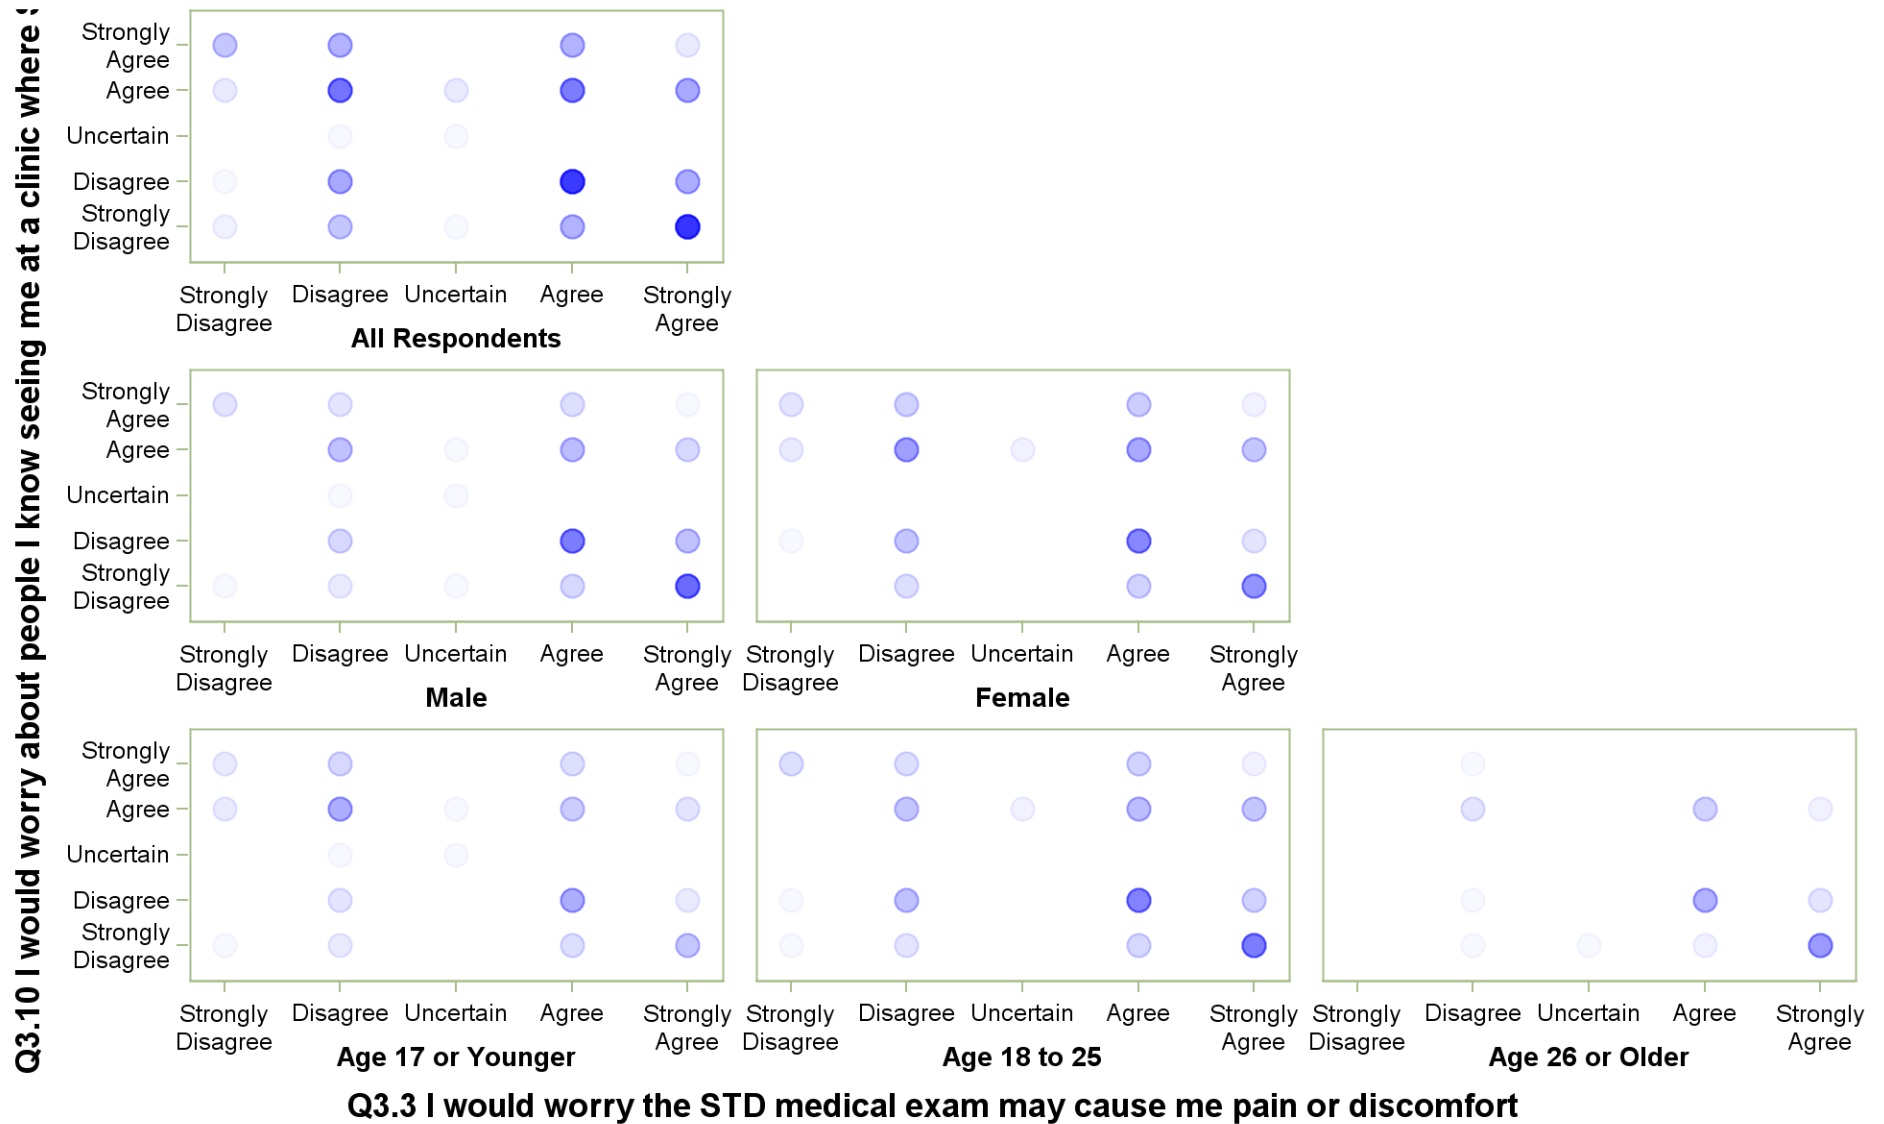 Q3.10 I would worry about people I know seeing me at a clinic where
Strongly
Agree
Agree
Uncertain
Disagree
Strongly
Disagree
Strongly
Disagree
Disagree
Uncertain
Agree
Strongly
Agree
All Respondents
Strongly
Agree
Agree
Uncertain
Disagree
Strongly
Disagree
Strongly
Disagree
Disagree
Uncertain
Agree
Strongly
Agree
Male
Strongly
Disagree
Disagree
Uncertain
Agree
Strongly
Agree
Female
Strongly
Agree
Agree
Uncertain
Disagree
Strongly
Disagree
Strongly
Disagree
Disagree
Uncertain
Agree
Strongly
Agree
Age 17 or Younger
Strongly
Disagree
Disagree
Uncertain
Agree
Strongly
Agree
Age 18 to 25
Strongly
Disagree
Disagree
Uncertain
Agree
Strongly
Agree
Age 26 or Older
Q3.3 I would worry the STD medical exam may cause me pain or discomfort